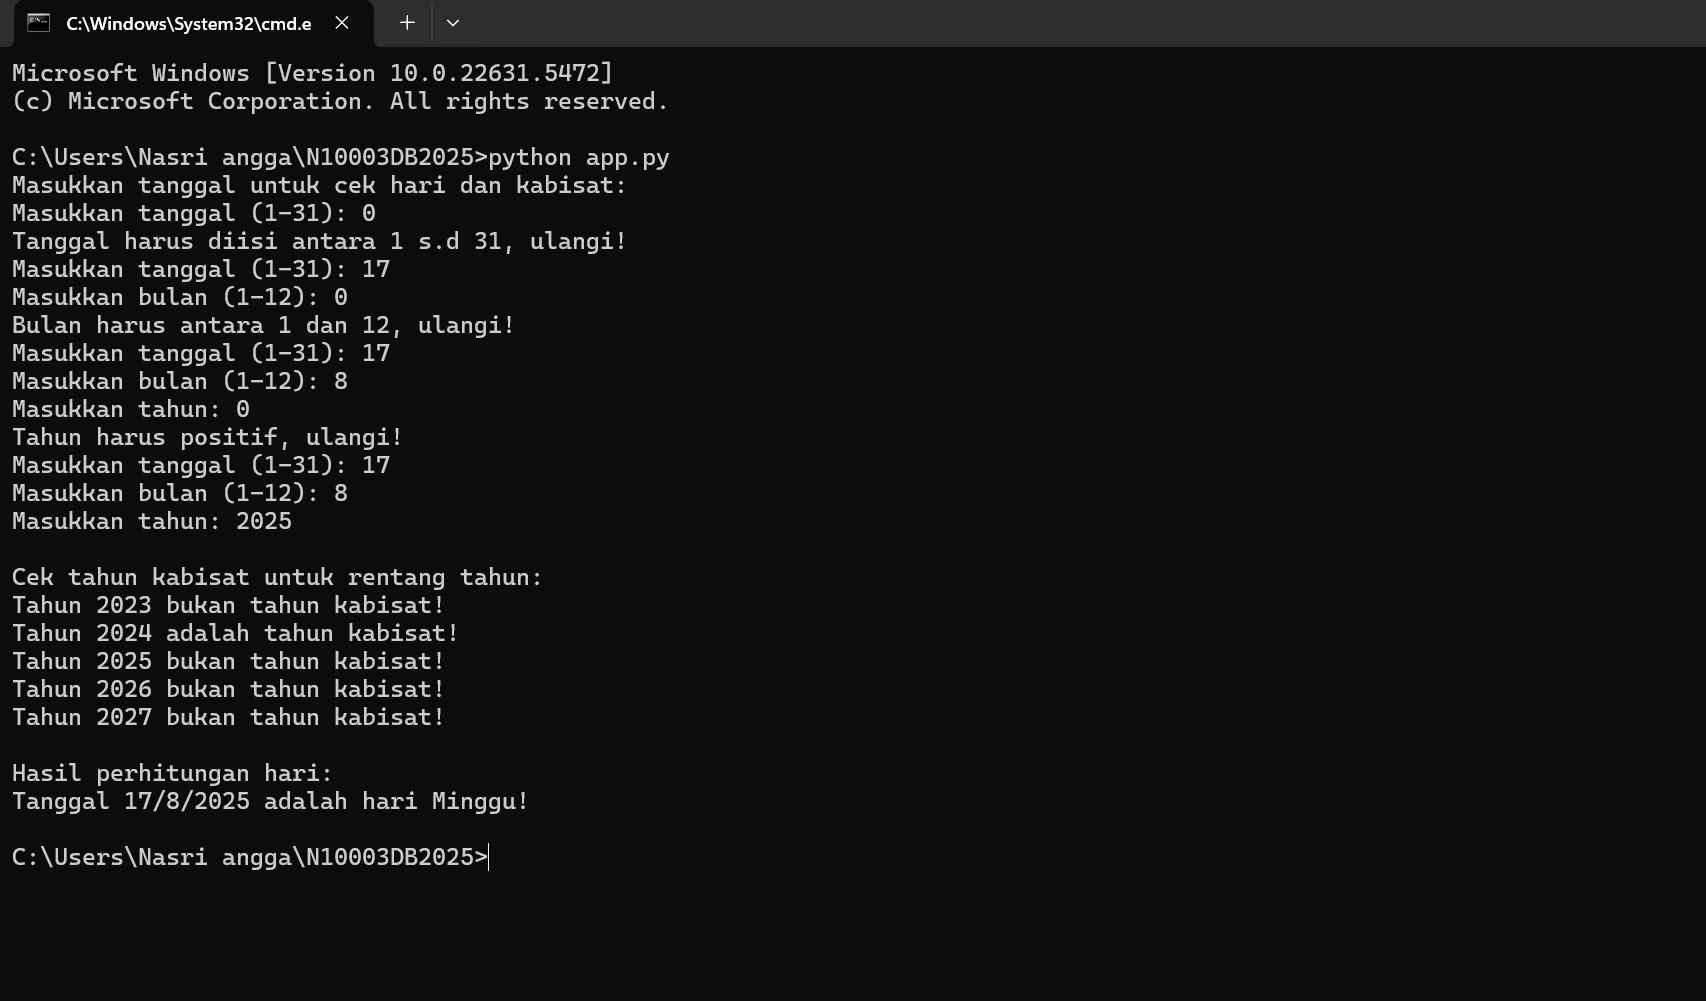 C:\Windows\System32\cmd.e
Microsoft Windows [Version 10.0.22631.5472]
(c) Microsoft Corporation. All rights reserved.
C:\Users\Nasri angga\N10003DB2025>python app.py
Masukkan tanggal untuk cek hari dan kabisat:
Masukkan tanggal (1-31): 0
Tanggal harus diisi antara 1 s.d 31, ulangi!
Masukkan tanggal (1-31): 17
Masukkan bulan (1-12): 0
Bulan harus antara 1 dan 12, ulangi!
Masukkan tanggal (1-31): 17
Masukkan bulan (1-12): 8
Masukkan tahun: 0
Tahun harus positif, ulangi!
Masukkan tanggal (1-31): 17
Masukkan bulan (1-12): 8
Masukkan tahun: 2025
Cek tahun kabisat untuk rentang tahun:
Tahun 2023 bukan tahun kabisat!
Tahun 2024 adalah tahun kabisat!
Tahun 2025 bukan tahun kabisat!
Tahun 2026 bukan tahun kabisat!
Tahun 2027 bukan tahun kabisat!
Hasil perhitungan hari:
Tanggal 17/8/2025 adalah hari Minggu!
C:\Users\Nasri angga\N10003DB2025>